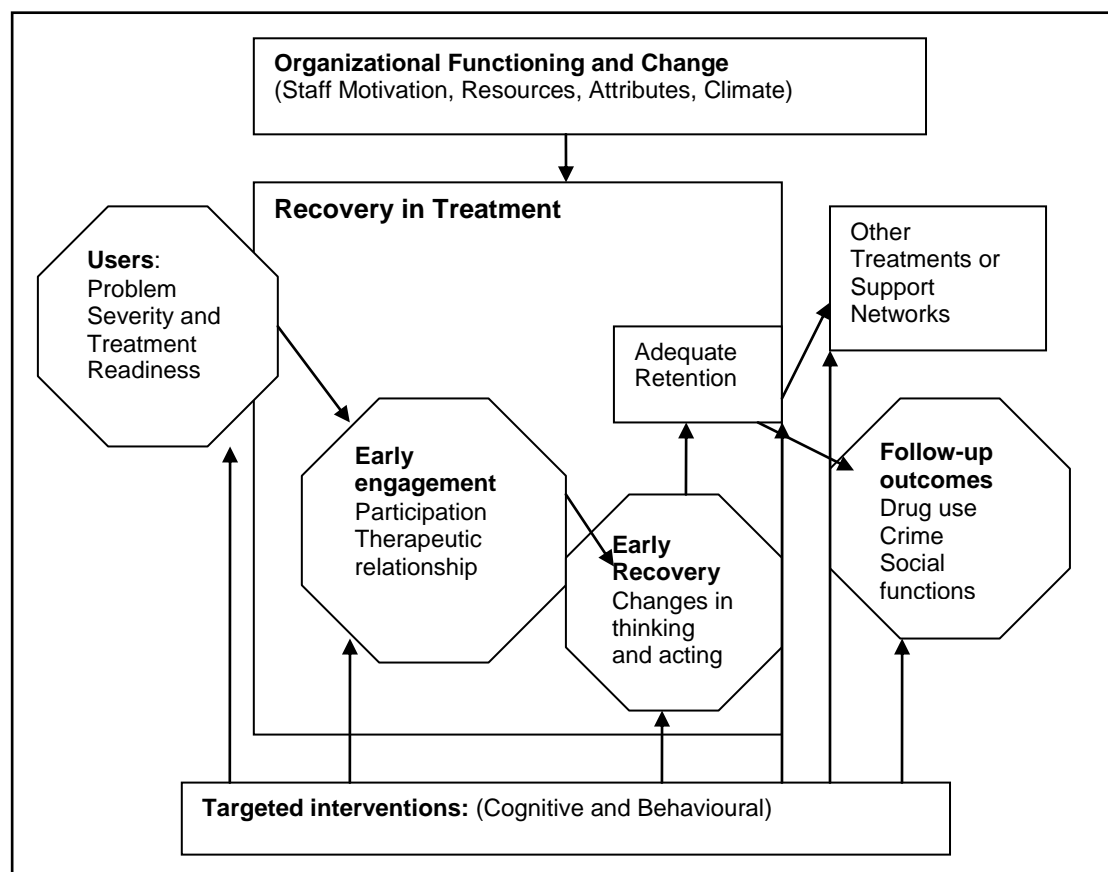 Organizational Functioning and Change
(Staff Motivation, Resources, Attributes, Climate)
Recovery in Treatment
Users:
Problem
Severity and
Treatment
Readiness
Early
engagement
Participation
Therapeutic
relationship
Early
Recovery
Changes in
thinking
and acting
Adequate
Retention
Other
Treatments or
Support
Networks
Follow-up
outcomes
Drug use
Crime
Social
functions
Targeted interventions: (Cognitive and Behavioural)